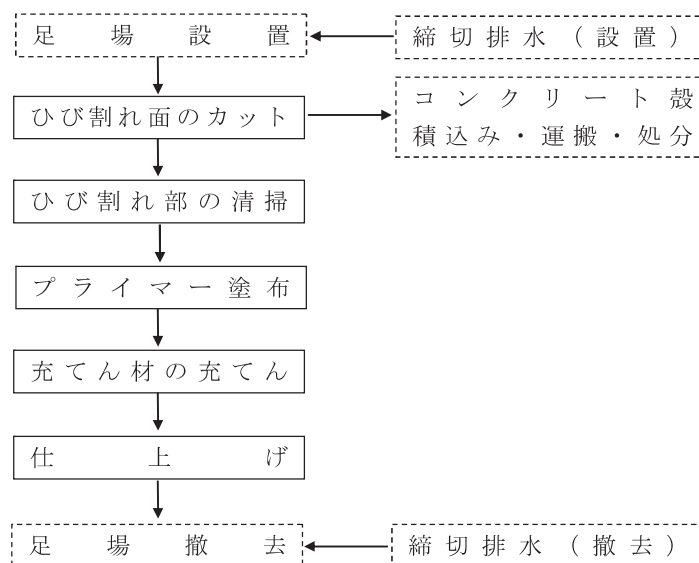 足場設置
締切排水(設置)
ひび割れ面のカット
コンクリート殻
積込み・運搬・処分
ひび割れ部の清掃
プライマー塗布
充てん材の充てん
仕上げ
足場撤去
締切排水(撤去)